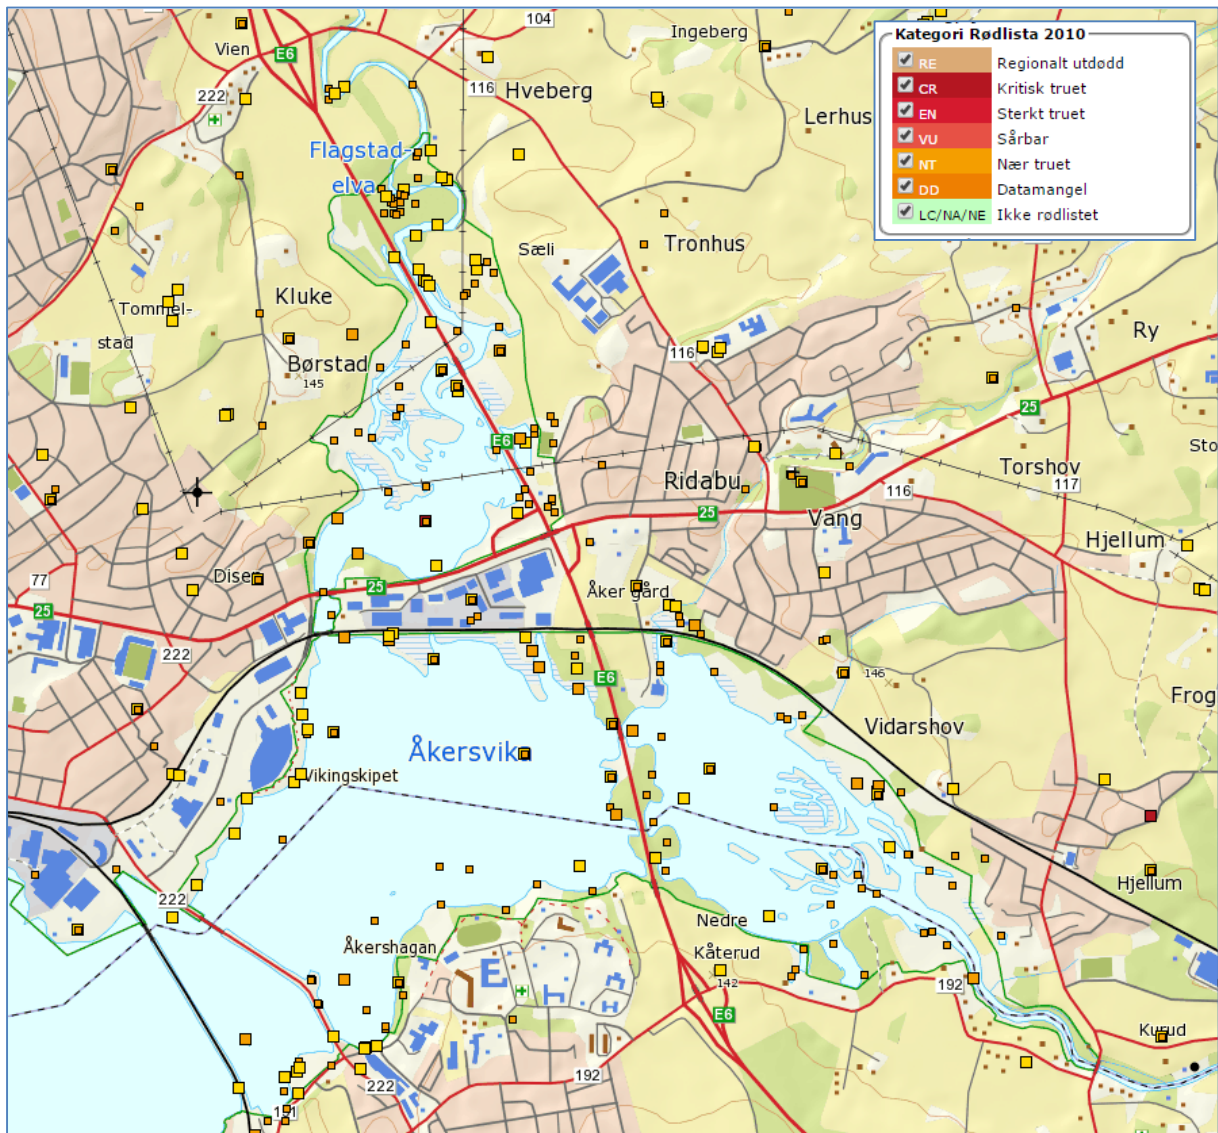 104
Ingeberg
Kategori Rødlista 2010
RE Regionalt utdødd
CR Kritisk truet
EN Sterkt truet
VU Sårbar
NT Nær truet
DD Datamangel
LC/NA/NE Ikke rødlistet
Vien
E6
222
116
Hveberg
Lerhus
Flagstad-
elva
Sæli
Tronhus
Kluke
Tommel-
stad
Børstad
145
116
Ry
25
E6
Ridabu
Torshov
Sto
117
116
25
Vang
Hjellum
Disen
77
25
Åker gård
25
222
E6
146
Frog
Vidarshov
Åkersvika
Vikingskipet
Hjellum
222
Nedre
Kåterud
142
Åkershagan
192
E6
Kurud
192
222